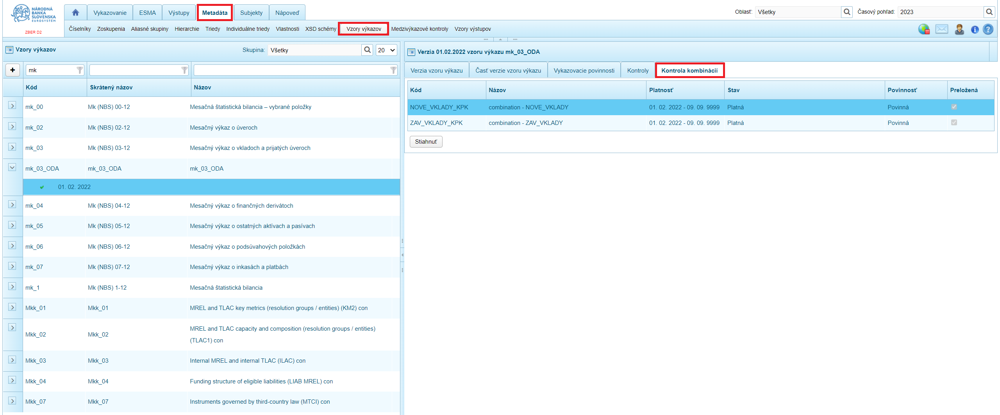 NÁRODNÁ
BANKA
SLOVENSKA
EUROSYSTÉM
ZBER D2
Vykazovanie ESMA Výstupy Metadáta Subjekty Nápoveď
Oblasť: Všetky Časový pohľad: 2023
Číselníky Zoskupenia Aliasné skupiny Hierarchie Triedy Individuálne triedy Vlastnosti XSD schémy Vzory výkazov Medzivýkazové kontroly Vzory výstupov
Vzory výkazov Skupina: Všetky 20
mk
Kód Skrátený názov Názov
mk_00 Mk (NBS) 00-12 Mesačná štatistická bilancia – vybrané položky
mk_02 Mk (NBS) 02-12 Mesačný výkaz o úveroch
mk_03 Mk (NBS) 03-12 Mesačný výkaz o vkladoch a prijatých úveroch
mk_03_ODA mk_03_ODA mk_03_ODA
01. 02. 2022
mk_04 Mk (NBS) 04-12 Mesačný výkaz o finančných derivátoch
mk_05 Mk (NBS) 05-12 Mesačný výkaz o ostatných aktívach a pasívach
mk_06 Mk (NBS) 06-12 Mesačný výkaz o podsúvahových položkách
mk_07 Mk (NBS) 07-12 Mesačný výkaz o inkasách a platbách
mk_1 Mk (NBS) 1-12 Mesačná štatistická bilancia
Mkk_01 Mkk_01 MREL and TLAC key metrics (resolution groups / entities) (KM2) con
Mkk_02 Mkk_02 MREL and TLAC capacity and composition (resolution groups / entities)
(TLAC1) con
Mkk_03 Mkk_03 Internal MREL and internal TLAC (ILAC) con
Mkk_04 Mkk_04 Funding structure of eligible liabilities (LIAB MREL) con
Mkk_07 Mkk_07 Instruments governed by third-country law (MTCI) con
Verzia 01.02.2022 vzoru výkazu mk_03_ODA
Verzia vzoru výkazu Časť verzie vzoru výkazu Vykazovacie povinnosti Kontroly Kontrola kombinácií
Kód Názov Platnosť Stav Povinnosť Preložená
NOVE_VKLADY_KPK combination - NOVE_VKLADY 01. 02. 2022 - 09. 09. 9999 Platná Povinná
ZAV_VKLADY_KPK combination - ZAV_VKLADY 01. 02. 2022 - 09. 09. 9999 Platná Povinná
Stiahnuť